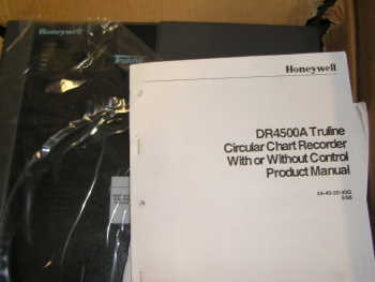 Honeywell
Honeywell
DR4500A Truline
Circular Chart Recorder
With or Without Control
Product Manual